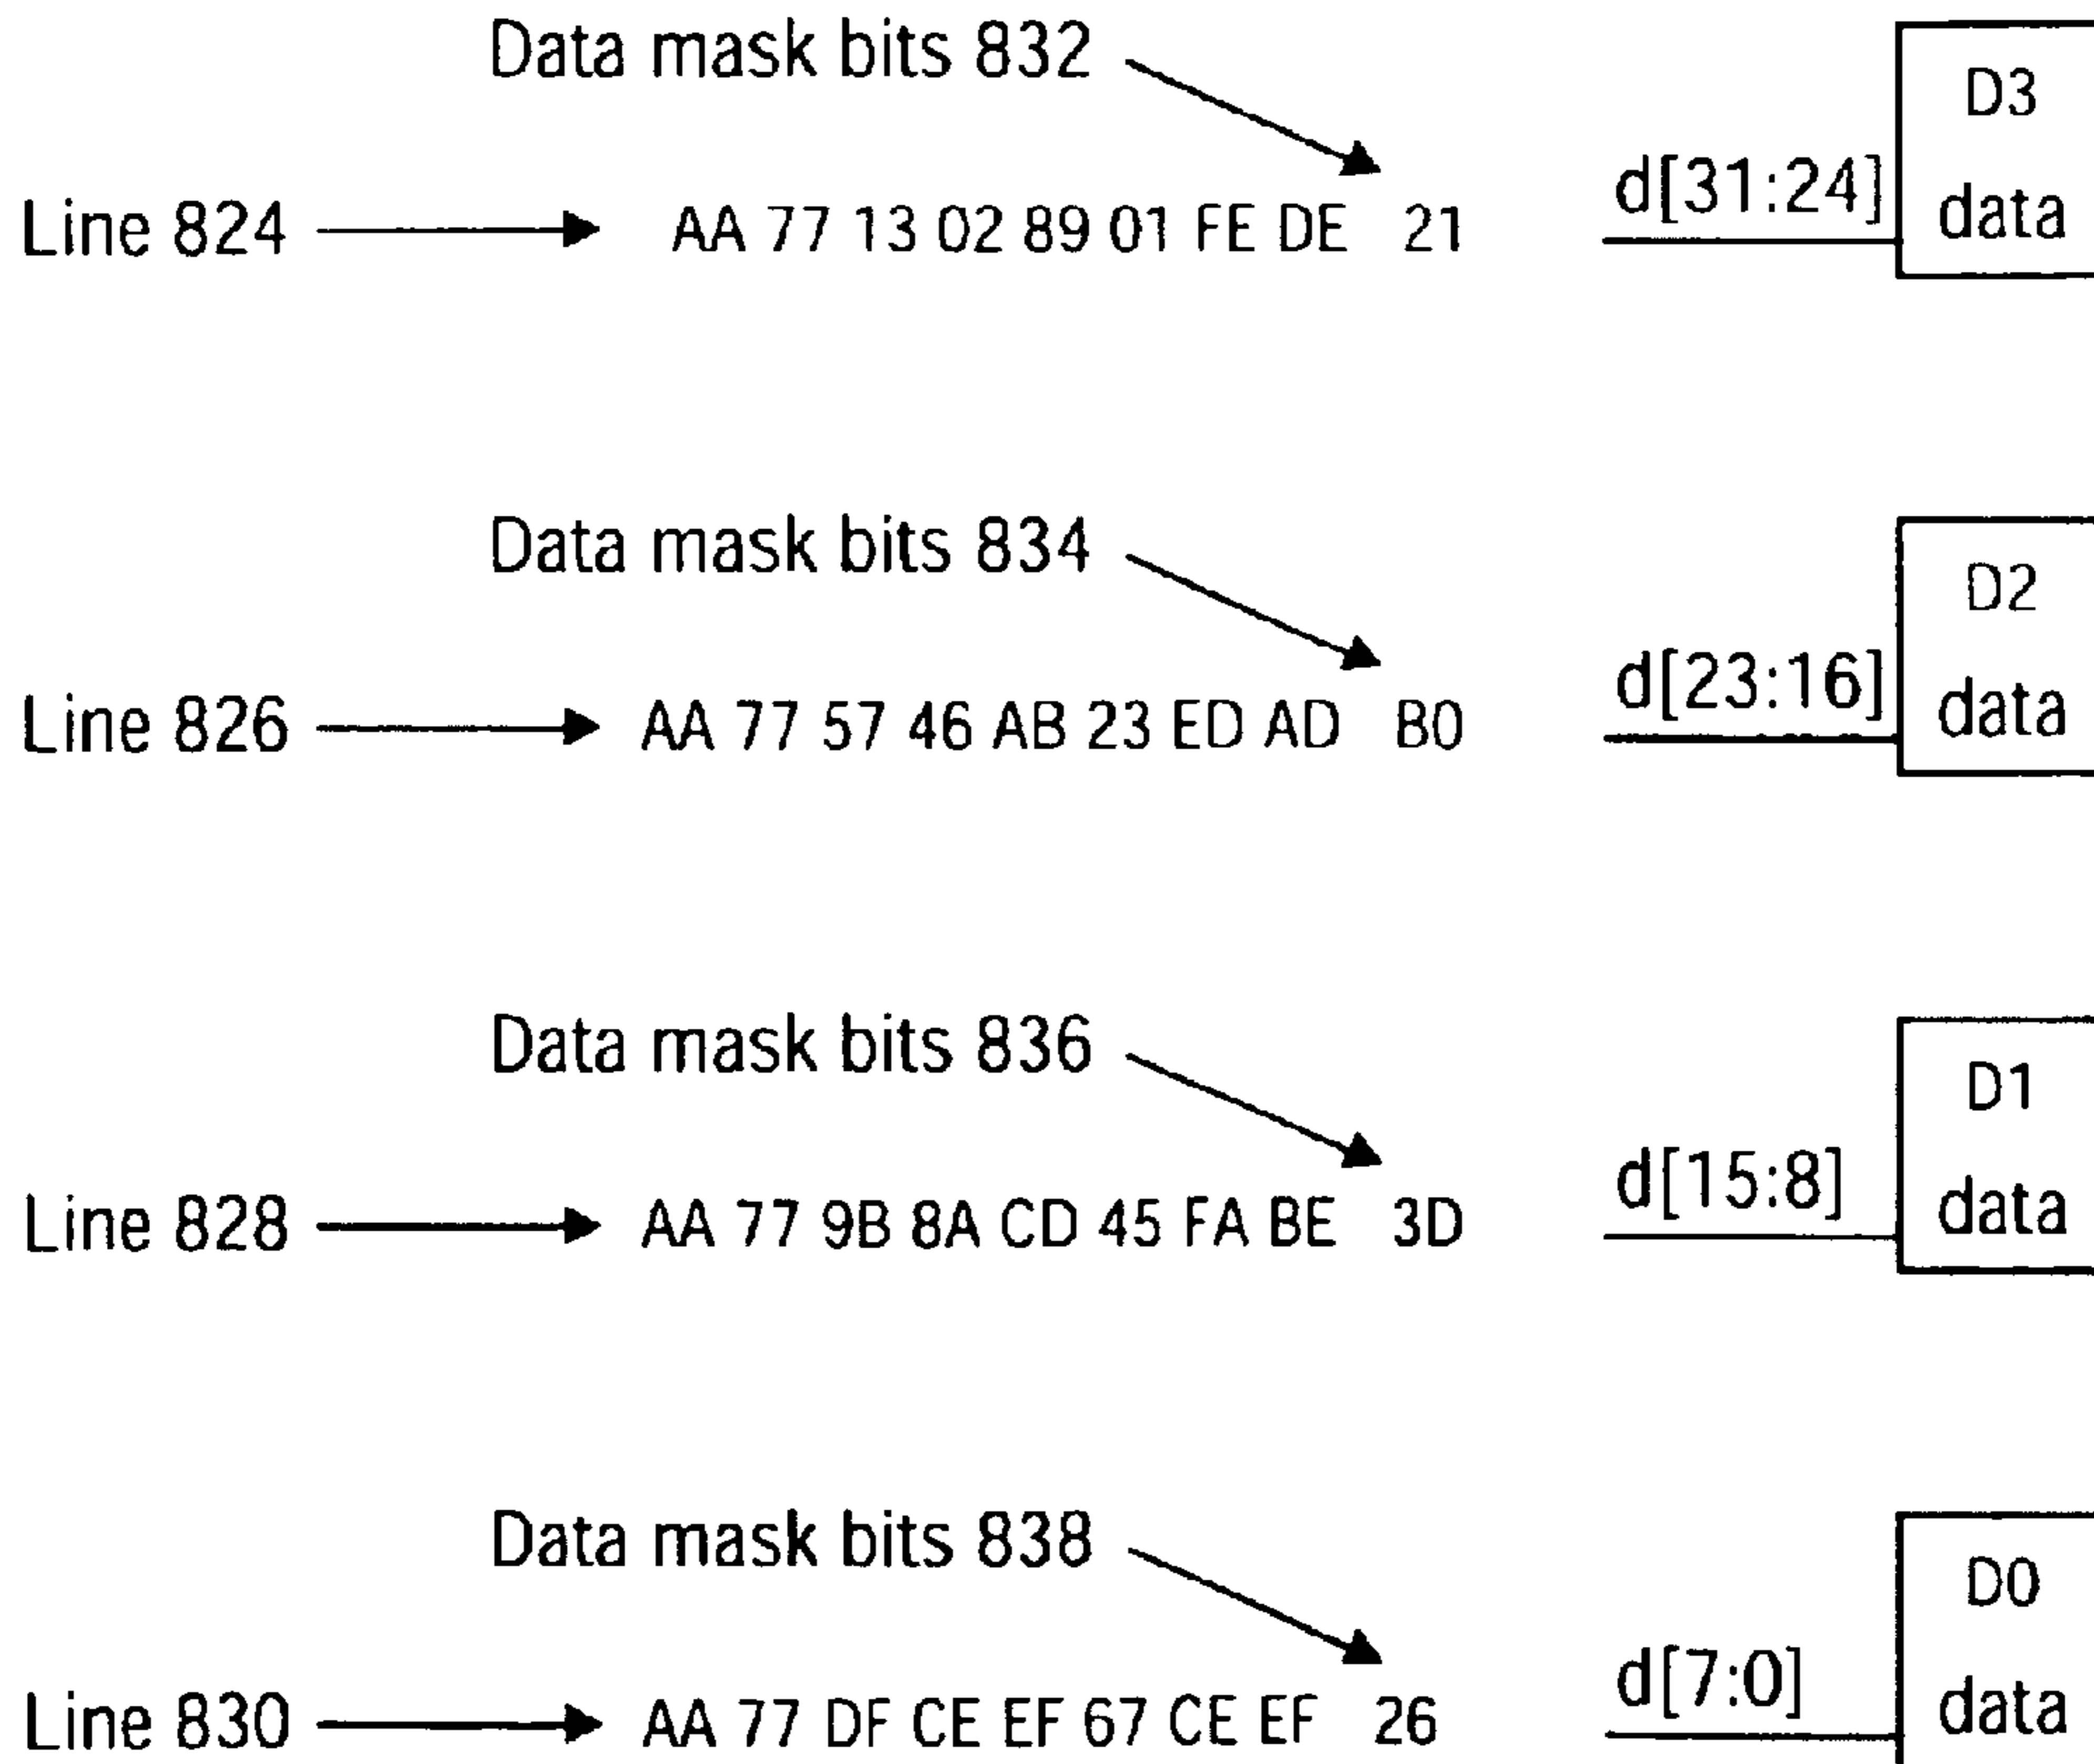 Data mask bits 832
D3
d[31:24]
Line 824
AA 77 13 02 89 01 FE DE 21
data
Data mask bits 834
D2
d[23:16]
Line 826
AA 77 57 46 AB 23 ED AD B0
data
Data mask bits 836
D1
d[15:8]
Line 828
AA 77 9B 8A CD 45 FA BE 3D
data
Data mask bits 838
D0
d[7:0]
Line 830
AA 77 DF CE EF 67 CE EF 26
data